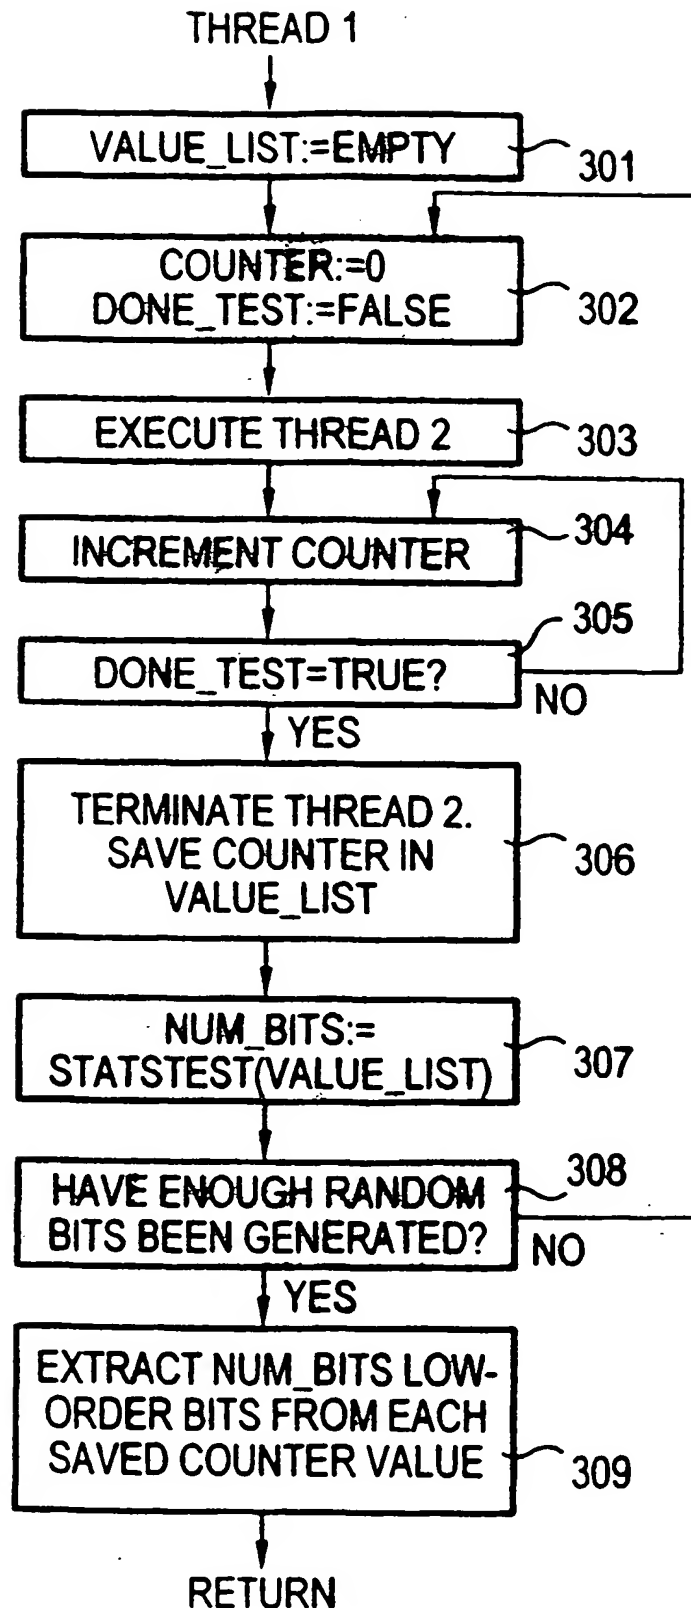 THREAD 1
VALUE_LIST:=EMPTY
301
COUNTER:=0
DONE_TEST:=FALSE
302
EXECUTE THREAD 2
303
INCREMENT COUNTER
304
DONE_TEST=TRUE?
305
NO
YES
TERMINATE THREAD 2.
SAVE COUNTER IN
VALUE_LIST
306
NUM_BITS:=
STATSTEST(VALUE_LIST)
307
HAVE ENOUGH RANDOM
BITS BEEN GENERATED?
308
NO
YES
EXTRACT NUM_BITS LOW-
ORDER BITS FROM EACH
SAVED COUNTER VALUE
309
RETURN